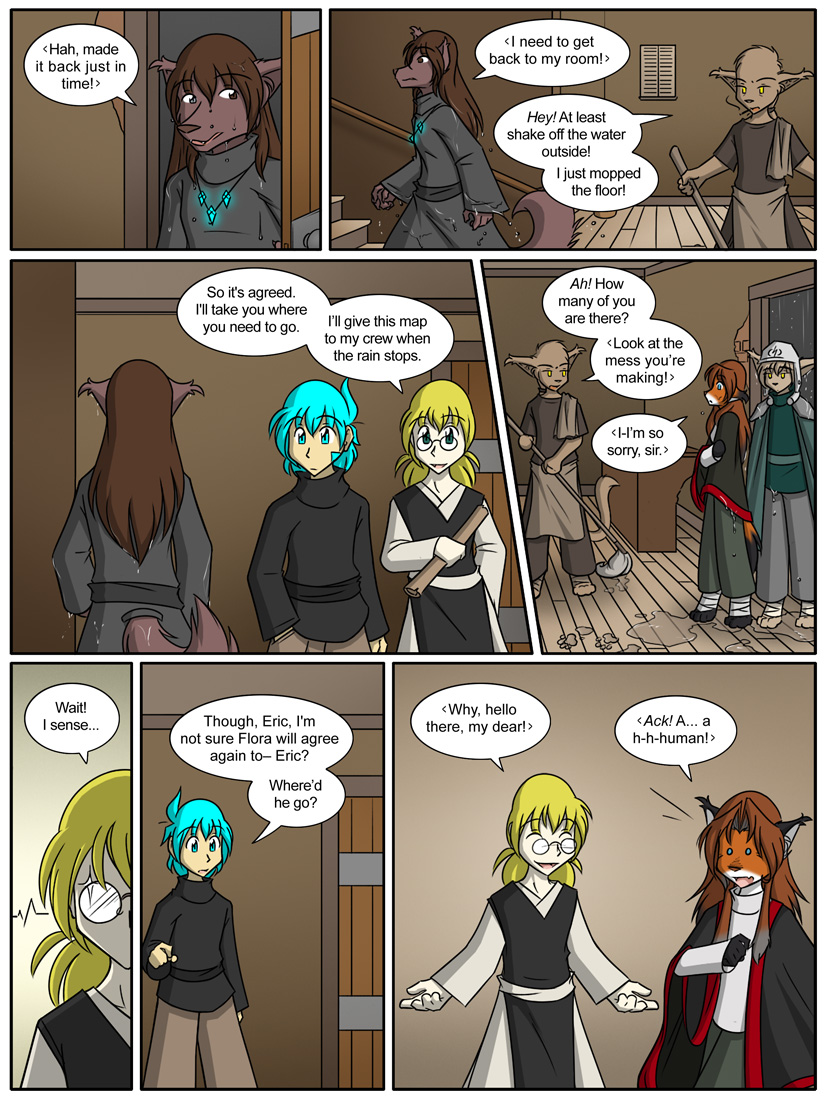 ‹Hah, made
it back just in
time!›
‹I need to get
back to my room!›
Hey! At least
shake off the water
outside!
I just mopped
the floor!
So it's agreed.
I'll take you where
you need to go.
I'll give this map
to my crew when
the rain stops.
Ah! How
many of you
are there?
‹Look at the
mess you're
making!›
‹I-I'm so
sorry, sir.›
Wait!
I sense...
Though, Eric, I'm
not sure Flora will agree
again to– Eric?
Where'd
he go?
‹Why, hello
there, my dear!›
‹Ack! A... a
h-h-human!›